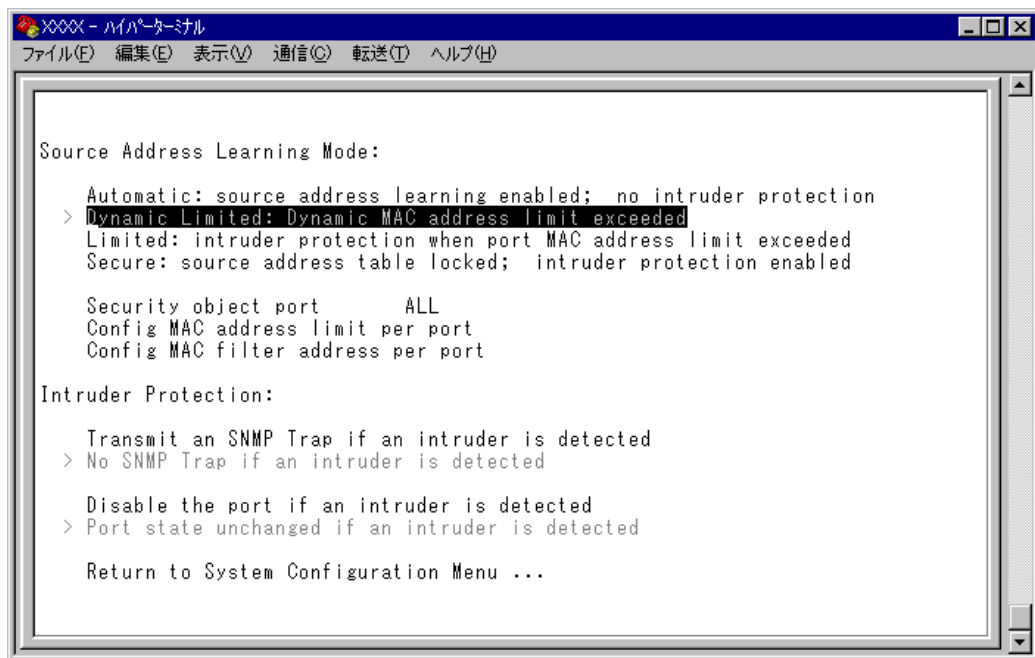 XXXX - ハイパーターミナル
ファイル(F) 編集(E) 表示(V) 通信(C) 転送(T) ヘルプ(H)
Source Address Learning Mode:
Automatic: source address learning enabled; no intruder protection
> Dynamic Limited: Dynamic MAC address limit exceeded
Limited: intruder protection when port MAC address limit exceeded
Secure: source address table locked; intruder protection enabled
Security object port ALL
Config MAC address limit per port
Config MAC filter address per port
Intruder Protection:
Transmit an SNMP Trap if an intruder is detected
> No SNMP Trap if an intruder is detected
Disable the port if an intruder is detected
> Port state unchanged if an intruder is detected
Return to System Configuration Menu ...